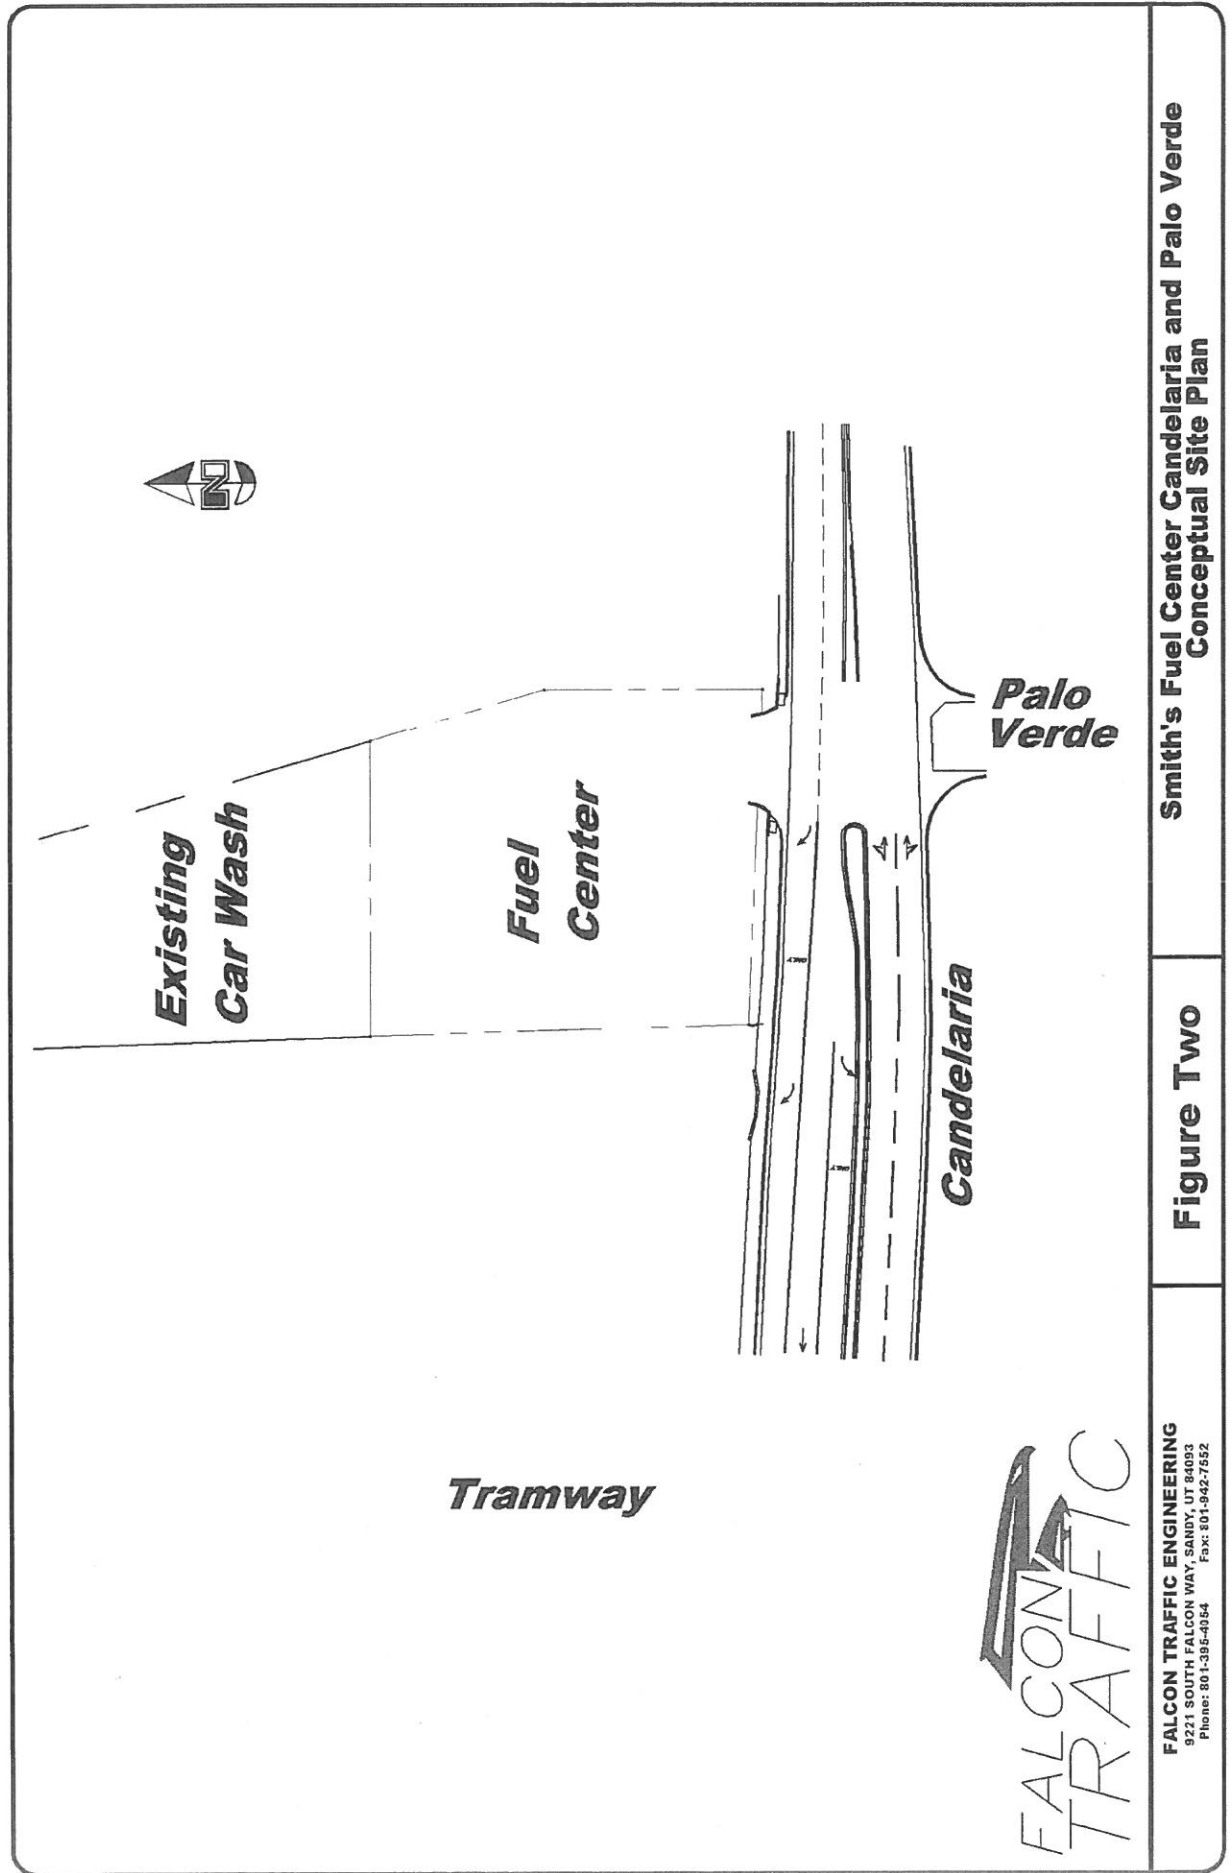 Existing
Car Wash
N
Fuel
Center
Palo
Verde
ONLY
ONLY
Candelaria
Tramway
FALCON
TRAFFIC
FALCON TRAFFIC ENGINEERING
9221 SOUTH FALCON WAY, SANDY, UT 84093
Phone: 801-395-4054 Fax: 801-942-7552
Figure Two
Smith's Fuel Center Candelaria and Palo Verde
Conceptual Site Plan